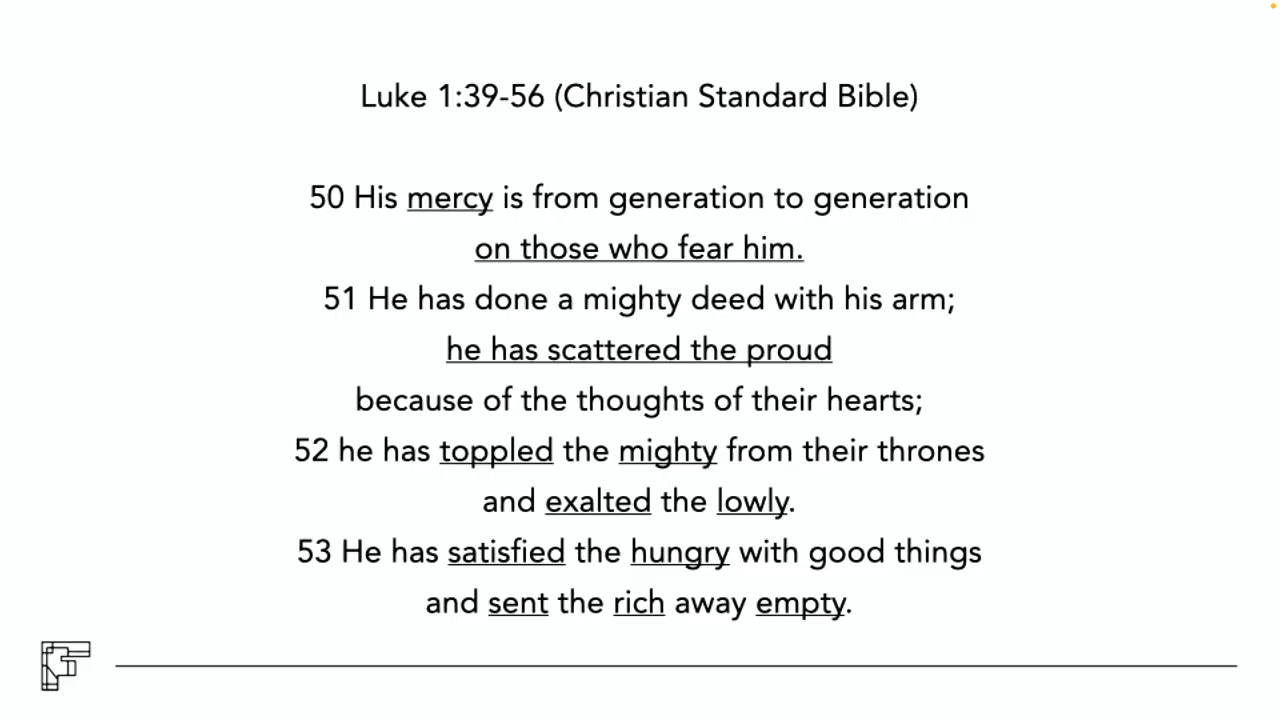 Luke 1:39-56 (Christian Standard Bible)
50 His mercy is from generation to generation
on those who fear him.
51 He has done a mighty deed with his arm;
he has scattered the proud
because of the thoughts of their hearts;
52 he has toppled the mighty from their thrones
and exalted the lowly.
53 He has satisfied the hungry with good things
and sent the rich away empty.